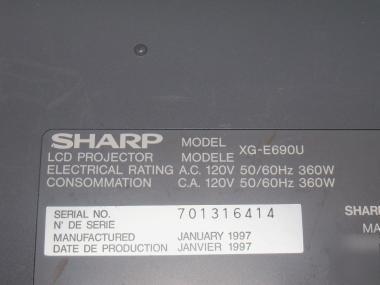 SHARP MODEL XG-E690U
LCD PROJECTOR MODELE
ELECTRICAL RATING A.C. 120V 50/60Hz 360W
CONSOMMATION C.A. 120V 50/60Hz 360W
SERIAL NO. 701316414
N' DE SERIE
MANUFACTURED JANUARY 1997
DATE DE PRODUCTION JANVIER 1997
SHAR
MA